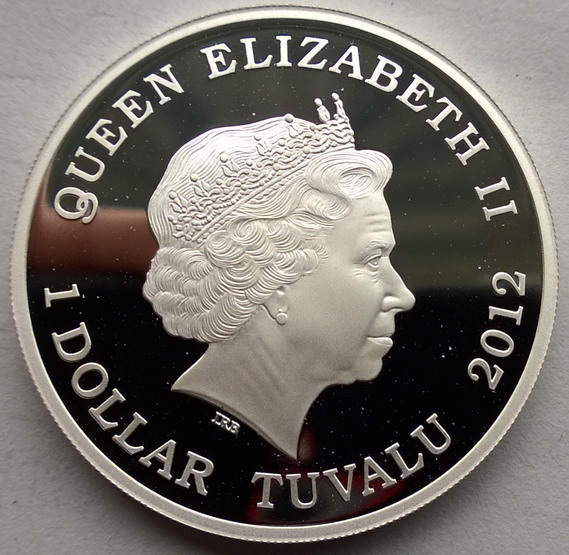 QUEEN ELIZABETH II 2012
1 DOLLAR TUVALU
IRB